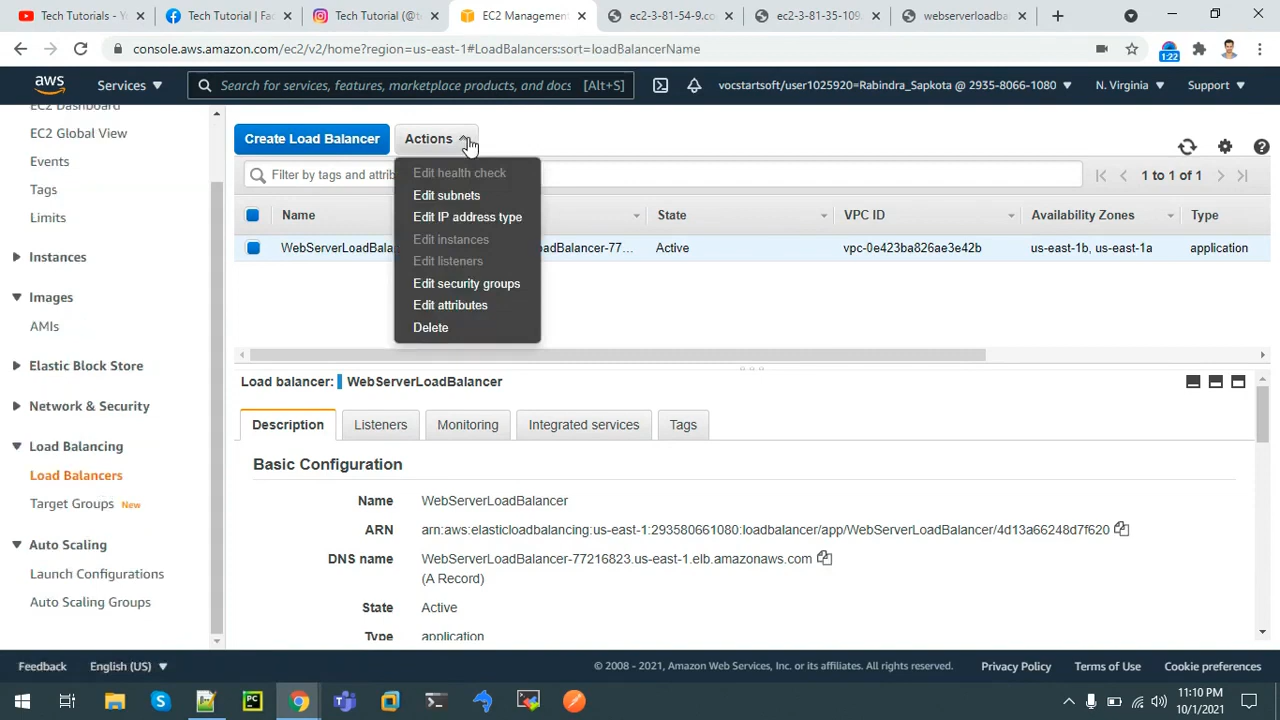 Tech Tutorials - Y
Tech Tutorial | Fac
Tech Tutorial (@t
EC2 Managemen
ec2-3-81-54-9.co
ec2-3-81-35-109.
webserverloadba
console.aws.amazon.com/ec2/v2/home?region=us-east-1#LoadBalancers:sort=loadBalancerName
1:22
aws
Services
Search for services, features, marketplace products, and docs [Alt+S]
vocstartsoft/user1025920=Rabindra_Sapkota @ 2935-8066-1080
N. Virginia
Support
EC2 Dashboard
EC2 Global View
Events
Tags
Limits
Instances
Images
AMIs
Elastic Block Store
Network & Security
Load Balancing
Load Balancers
Target Groups New
Auto Scaling
Launch Configurations
Auto Scaling Groups
Create Load Balancer
Actions
Edit health check
Edit subnets
Edit IP address type
Edit instances
Edit listeners
Edit security groups
Edit attributes
Delete
Filter by tags and attrib
1 to 1 of 1
Name State VPC ID Availability Zones Type
WebServerLoadBala adBalancer-77... Active vpc-0e423ba826ae3e42b us-east-1b, us-east-1a application
Load balancer: WebServerLoadBalancer
Description Listeners Monitoring Integrated services Tags
Basic Configuration
Name WebServerLoadBalancer
ARN arn:aws:elasticloadbalancing:us-east-1:293580661080:loadbalancer/app/WebServerLoadBalancer/4d13a66248d7f620
DNS name WebServerLoadBalancer-77216823.us-east-1.elb.amazonaws.com
(A Record)
State Active
Type application
Feedback English (US)
© 2008 - 2021, Amazon Web Services, Inc. or its affiliates. All rights reserved.
Privacy Policy Terms of Use Cookie preferences
11:10 PM
10/1/2021